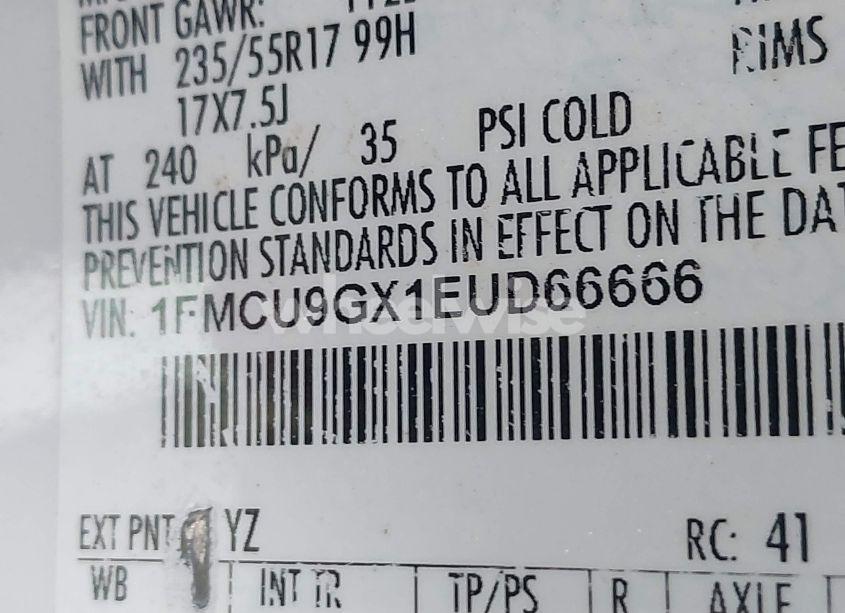 FRONT GAWR:
WITH 235/55R17 99H RIMS
17X7.5J
AT 240 kPa/ 35 PSI COLD
THIS VEHICLE CONFORMS TO ALL APPLICABLE FE
PREVENTION STANDARDS IN EFFECT ON THE DAT
VIN: 1FMCU9GX1EUD66666
wheelwise
EXT PNT YZ RC: 41
WB INT TR TP/PS R AXLE